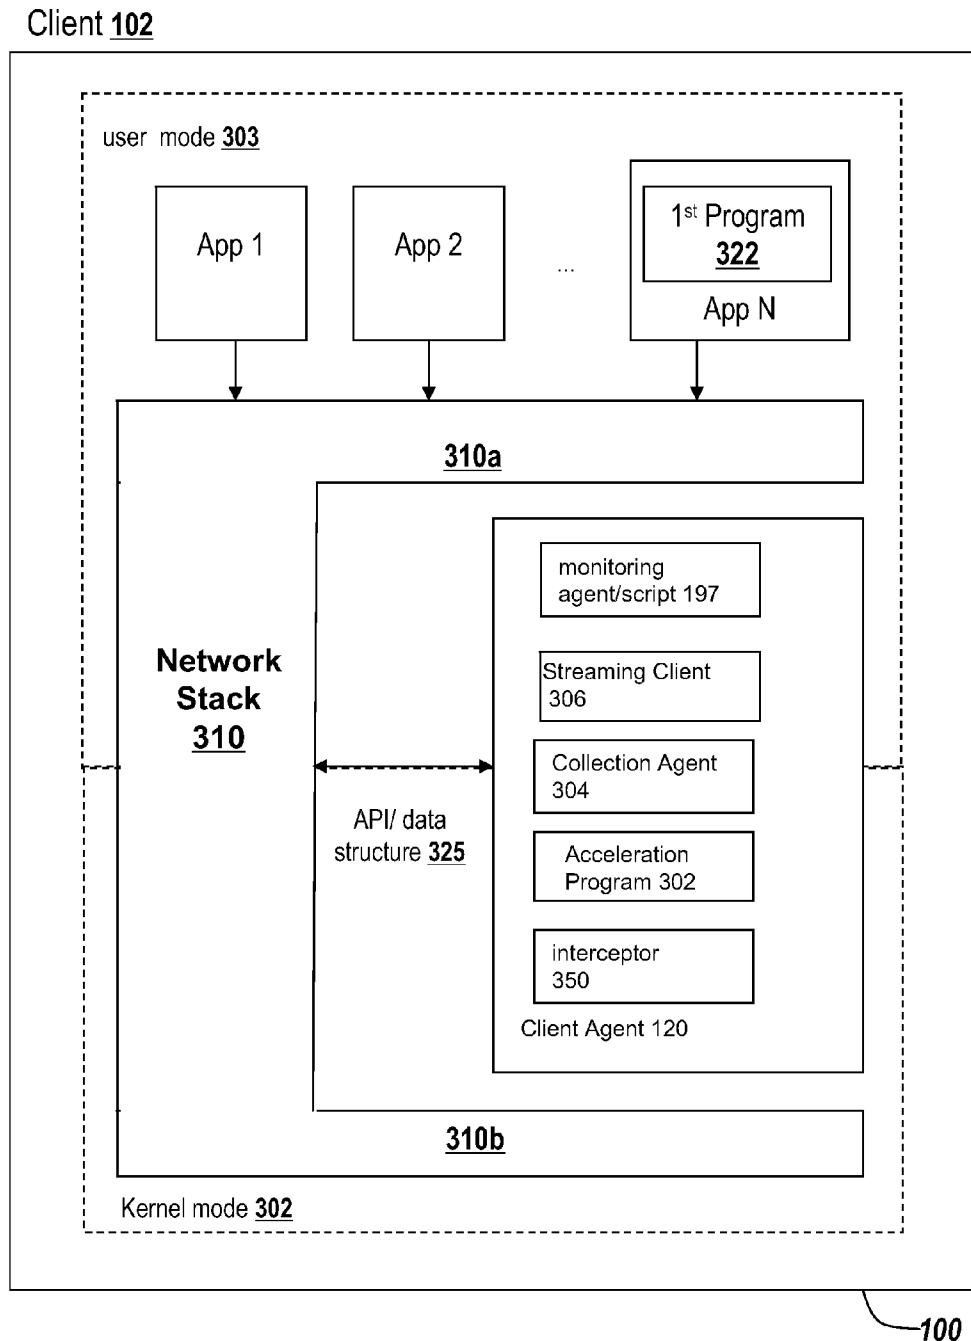 Client 102
user mode 303
App 1
App 2
...
1st Program
322
App N
310a
monitoring
agent/script 197
Streaming Client
306
Network
Stack
310
Collection Agent
304
API/ data
structure 325
Acceleration
Program 302
interceptor
350
Client Agent 120
310b
Kernel mode 302
100